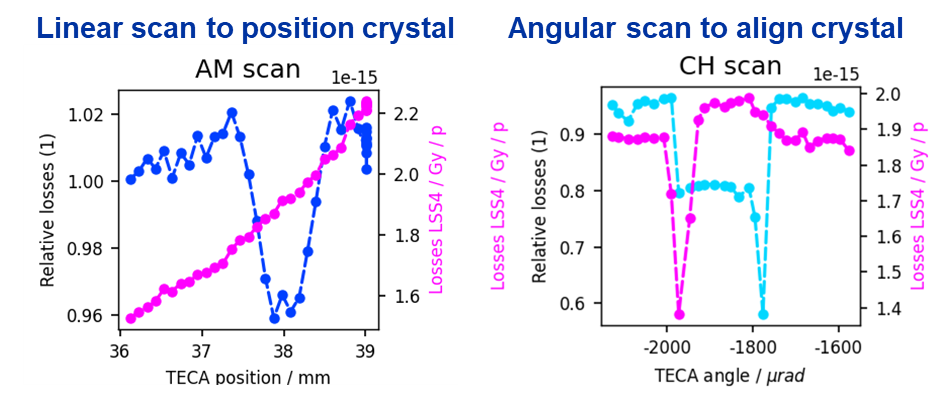 Linear scan to position crystal
AM scan
1e-15
1.02
1.00
0.98
0.96
Relative losses (1)
36
37
38
39
TECA position / mm
2.2
2.0
1.8
1.6
Losses LSS4 / Gy / p
Angular scan to align crystal
CH scan
1e-15
Losses LSS4 / Gy / p
Relative losses (1)
0.9
0.8
0.7
0.6
-2000
-1800
-1600
TECA angle / μrad
2.0
1.9
1.8
1.7
1.6
1.5
1.4
Losses LSS4 / Gy / p